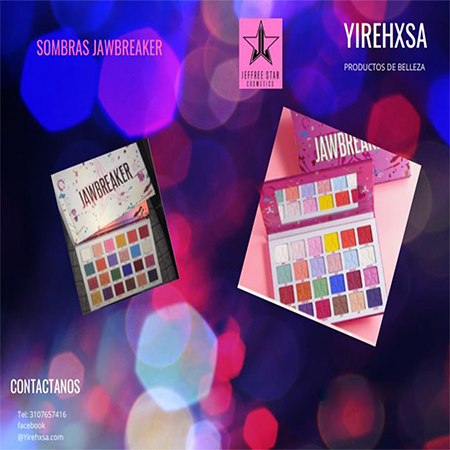 SOMBRAS JAWBREAKER
JEFFREE STAR
COSMETICS
YIREHXSA
PRODUCTOS DE BELLEZA
JAWBREAKER
JAWBREAKER
CONTACTANOS
Tel: 3107657416
facebook
@Yirehxsa.com